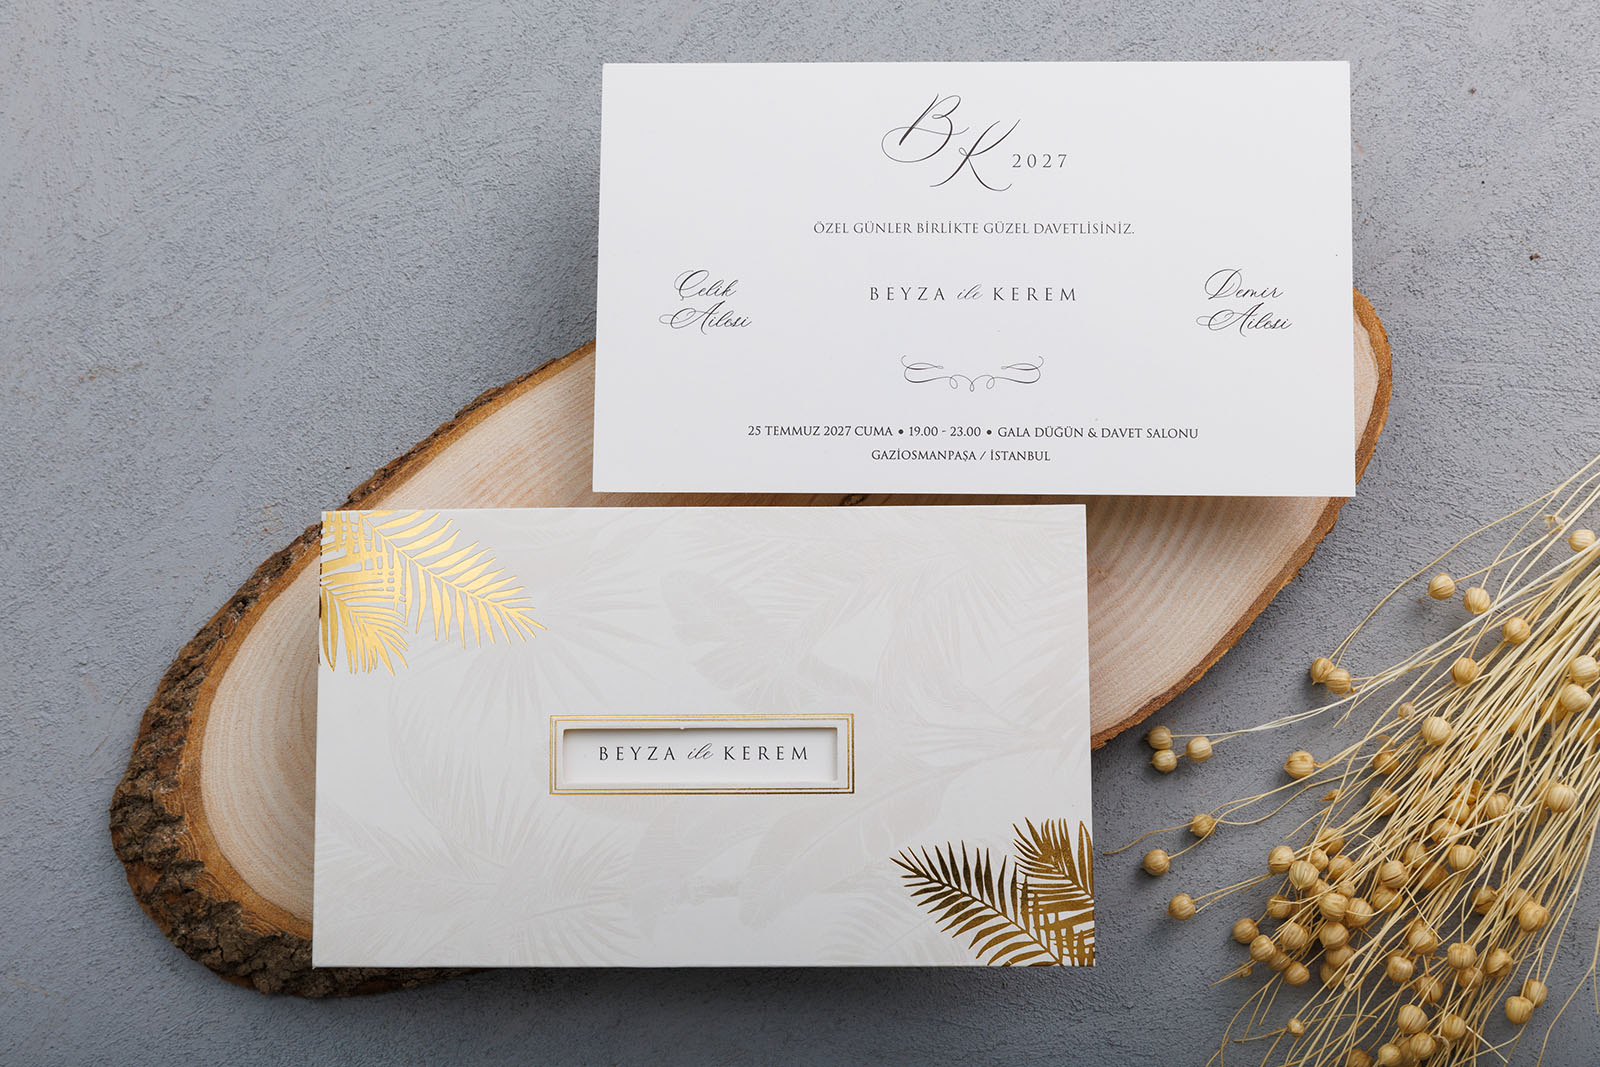 BK 2027
ÖZEL GÜNLER BİRLİKTE GÜZEL DAVETLİSİNİZ.
Çelik
Ailesi
BEYZA ile KEREM
Demir
Ailesi
25 TEMMUZ 2027 CUMA • 19.00 - 23.00 • GALA DÜĞÜN & DAVET SALONU
GAZİOSMANPAŞA / İSTANBUL
BEYZA ile KEREM